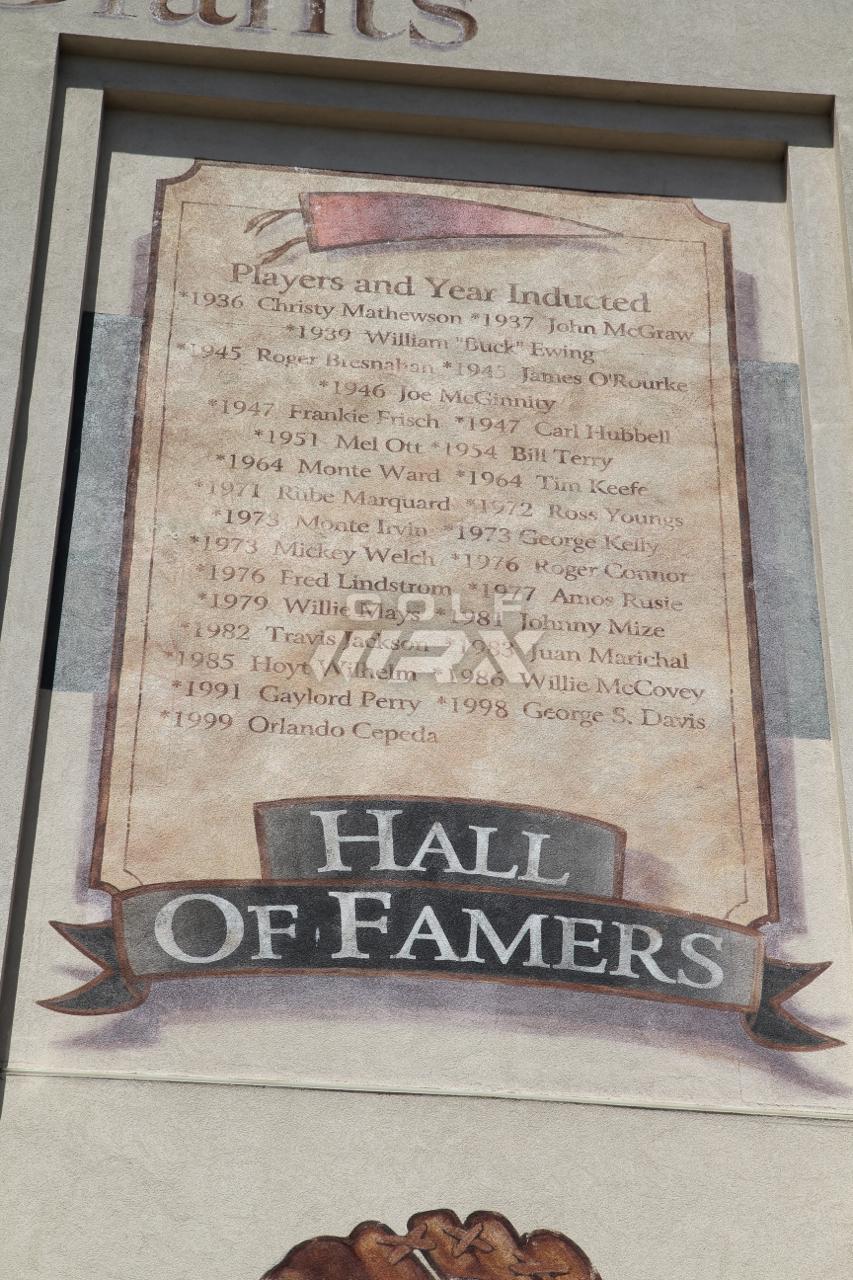 Giants
Players and Year Inducted
*1936 Christy Mathewson *1937 John McGraw
*1939 William "Buck" Ewing
*1945 Roger Bresnahan *1945 James O'Rourke
*1946 Joe McGinnity
*1947 Frankie Frisch *1947 Carl Hubbell
*1951 Mel Ott *1954 Bill Terry
*1964 Monte Ward *1964 Tim Keefe
*1971 Rube Marquard *1972 Ross Youngs
*1973 Monte Irvin *1973 George Kelly
*1973 Mickey Welch *1976 Roger Connor
*1976 Fred Lindstrom *1977 Amos Rusie
*1979 Willie Mays *1981 Johnny Mize
*1982 Travis Jackson *1983 Juan Marichal
*1985 Hoyt Wilhelm *1986 Willie McCovey
*1991 Gaylord Perry *1998 George S. Davis
*1999 Orlando Cepeda
GOLF
MRX
HALL
OF FAMERS